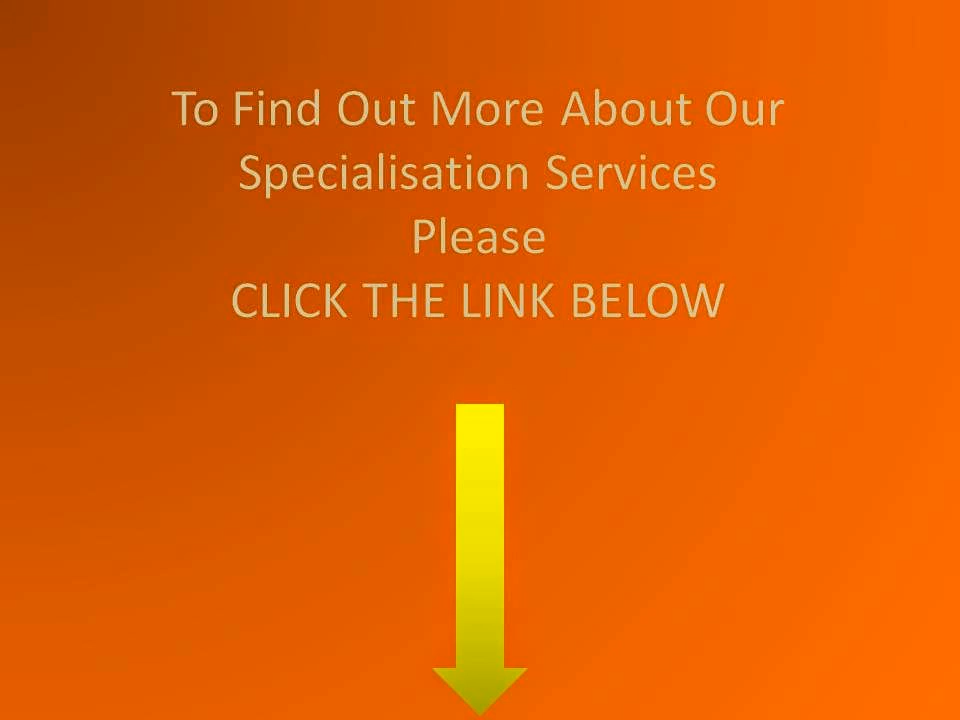 To Find Out More About Our
Specialisation Services
Please
CLICK THE LINK BELOW